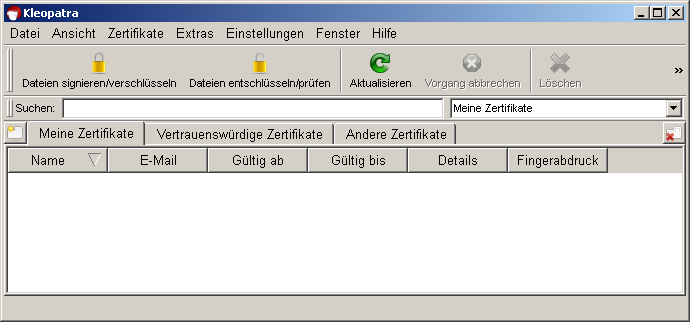 Kleopatra
Datei Ansicht Zertifikate Extras Einstellungen Fenster Hilfe
Dateien signieren/verschlüsseln Dateien entschlüsseln/prüfen Aktualisieren Vorgang abbrechen Löschen »
Suchen: Meine Zertifikate
Meine Zertifikate Vertrauenswürdige Zertifikate Andere Zertifikate
Name E-Mail Gültig ab Gültig bis Details Fingerabdruck